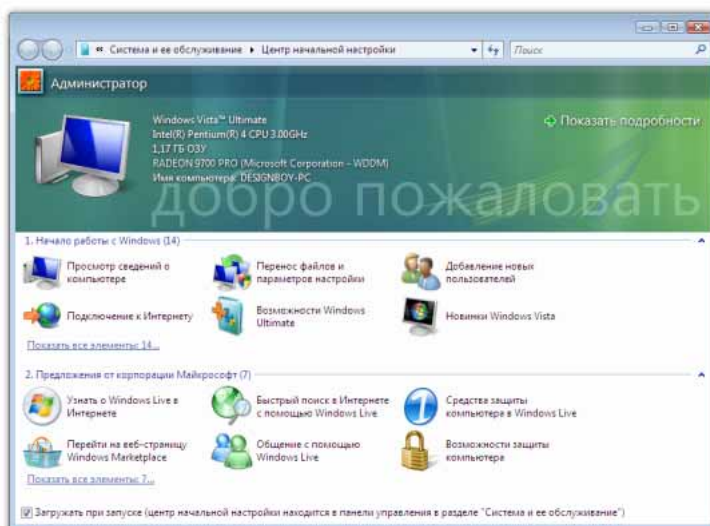 « Система и ее обслуживание ▸ Центр начальной настройки
Поиск
Администратор
Windows Vista™ Ultimate
Intel(R) Pentium(R) 4 CPU 3.00GHz
1,17 ГБ ОЗУ
RADEON 9700 PRO (Microsoft Corporation - WDDM)
Имя компьютера: DESIGNBOY-PC
Показать подробности
добро пожаловать
1. Начало работы с Windows (14)
Просмотр сведений о
компьютере
Перенос файлов и
параметров настройки
Добавление новых
пользователей
Подключение к Интернету
Возможности Windows
Ultimate
Новинки Windows Vista
Показать все элементы: 14...
2. Предложения от корпорации Майкрософт (7)
Узнать о Windows Live в
Интернете
Быстрый поиск в Интернете
с помощью Windows Live
Средства защиты
компьютера в Windows Live
Перейти на веб-страницу
Windows Marketplace
Общение с помощью
Windows Live
Возможности защиты
компьютера
Показать все элементы: 7...
Загружать при запуске (центр начальной настройки находится в панели управления в разделе "Система и ее обслуживание")